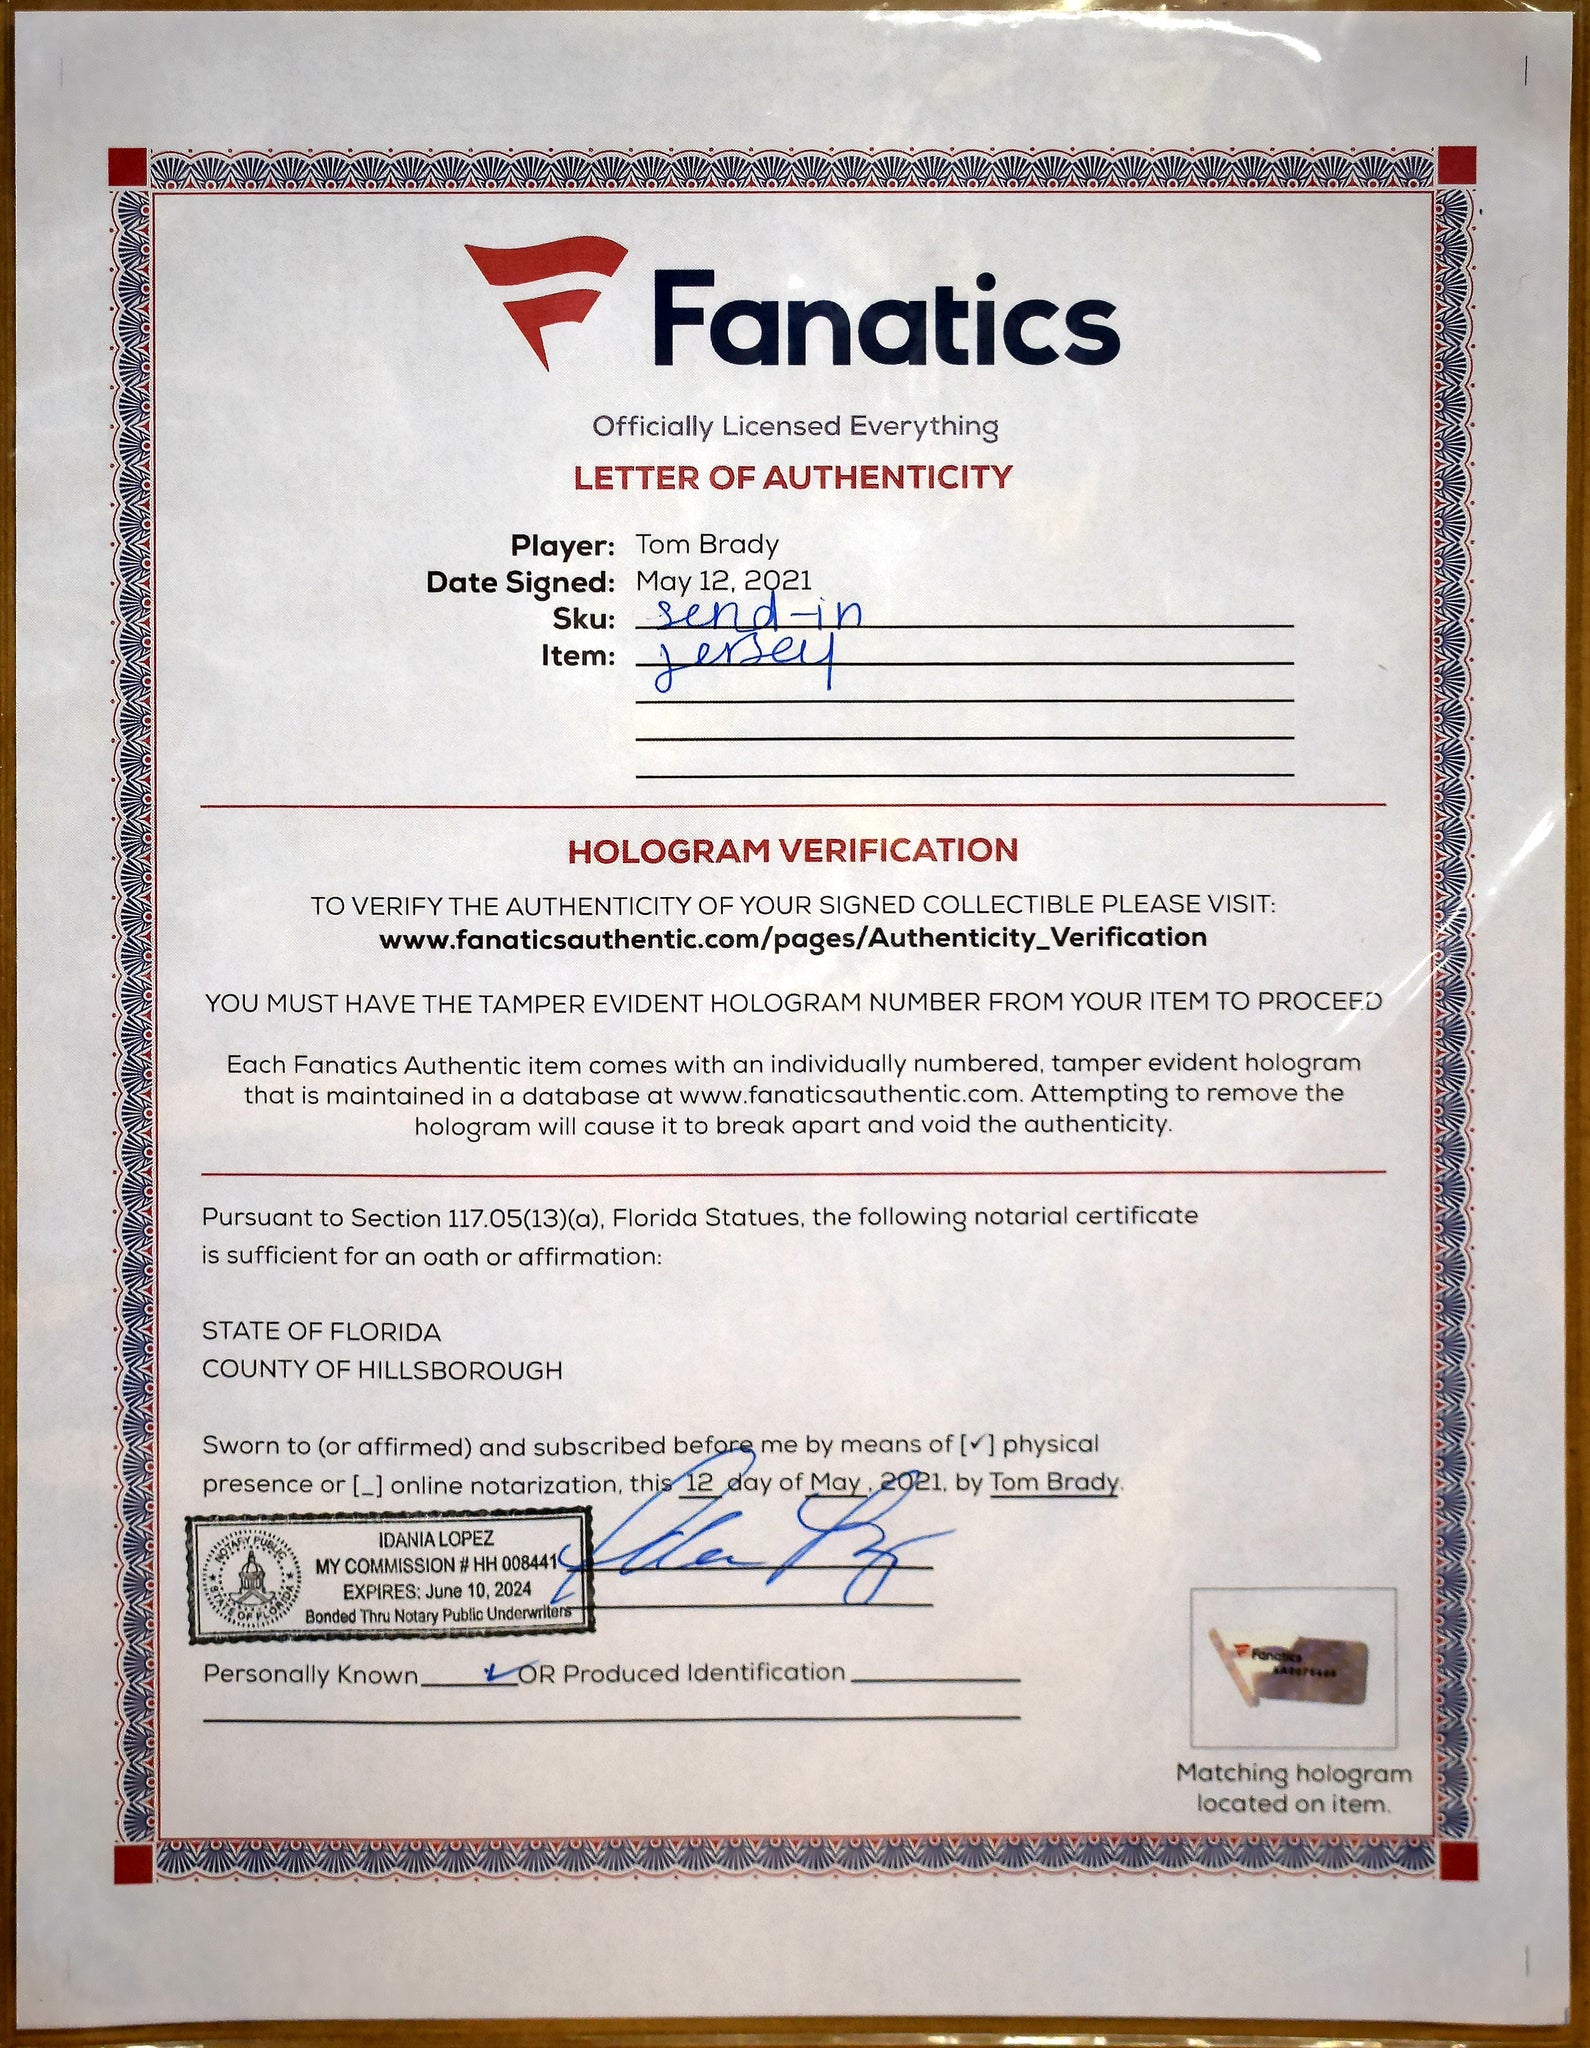 Fanatics
Officially Licensed Everything
LETTER OF AUTHENTICITY
Player: Tom Brady
Date Signed: May 12, 2021
Sku: send-in
Item: jersey
HOLOGRAM VERIFICATION
TO VERIFY THE AUTHENTICITY OF YOUR SIGNED COLLECTIBLE PLEASE VISIT:
www.fanaticsauthentic.com/pages/Authenticity_Verification
YOU MUST HAVE THE TAMPER EVIDENT HOLOGRAM NUMBER FROM YOUR ITEM TO PROCEED
Each Fanatics Authentic item comes with an individually numbered, tamper evident hologram
that is maintained in a database at www.fanaticsauthentic.com. Attempting to remove the
hologram will cause it to break apart and void the authenticity.
Pursuant to Section 117.05(13)(a), Florida Statues, the following notarial certificate
is sufficient for an oath or affirmation:
STATE OF FLORIDA
COUNTY OF HILLSBOROUGH
Sworn to (or affirmed) and subscribed before me by means of [✓] physical
presence or [_] online notarization, this 12 day of May, 2021, by Tom Brady.
NOTARY PUBLIC
STATE OF FLORIDA
IDANIA LOPEZ
MY COMMISSION # HH 008441
EXPIRES: June 10, 2024
Bonded Thru Notary Public Underwriters
Personally Known ✓ OR Produced Identification
Fanatics
Matching hologram
located on item.